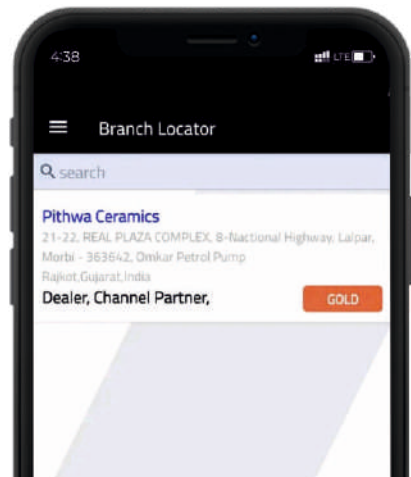 4:38
LTE
Branch Locator
search
Pithwa Ceramics
21-22, REAL PLAZA COMPLEX, 8-Nactional Highway, Lalpar,
Morbi - 363642, Omkar Petrol Pump
Rajkot,Gujarat,India
Dealer, Channel Partner,
GOLD